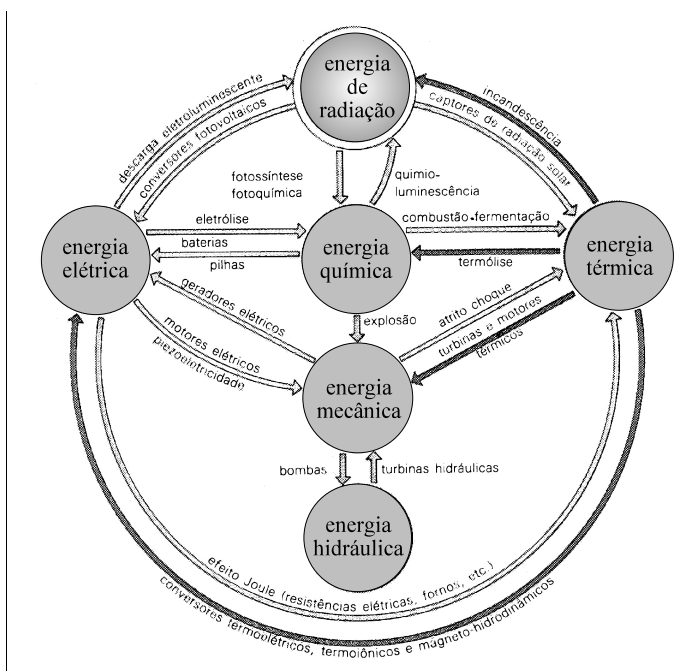 energia
de
radiação
descarga eletroluminescente
conversores fotovoltaicos
incandescência
captores de radiação solar
fotossíntese
fotoquímica
quimio-
luminescência
energia
elétrica
eletrólise
baterias
pilhas
energia
química
combustão-fermentação
termólise
energia
térmica
geradores elétricos
motores elétricos
piezoeletricidade
explosão
atrito choque
turbinas e motores
térmicos
energia
mecânica
bombas
turbinas hidráulicas
energia
hidráulica
efeito Joule (resistências elétricas, fornos, etc.)
conversores termoelétricos, termoiônicos e magneto-hidrodinâmicos